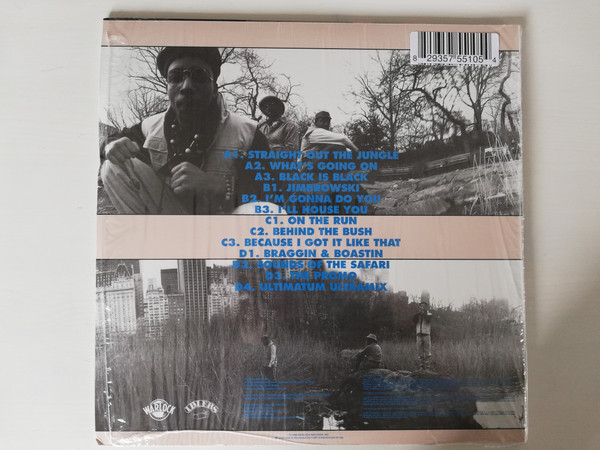 8 29357 55105 4
A1. STRAIGHT OUT THE JUNGLE
A2. WHAT'S GOING ON
A3. BLACK IS BLACK
B1. JIMBROWSKI
B2. I'M GONNA DO YOU
B3. I'LL HOUSE YOU
C1. ON THE RUN
C2. BEHIND THE BUSH
C3. BECAUSE I GOT IT LIKE THAT
D1. BRAGGIN & BOASTIN
D2. SOUNDS OF THE SAFARI
D3. THE PROMO
D4. ULTIMATUM ULTRAMIX
WARLOCK
IDLERS